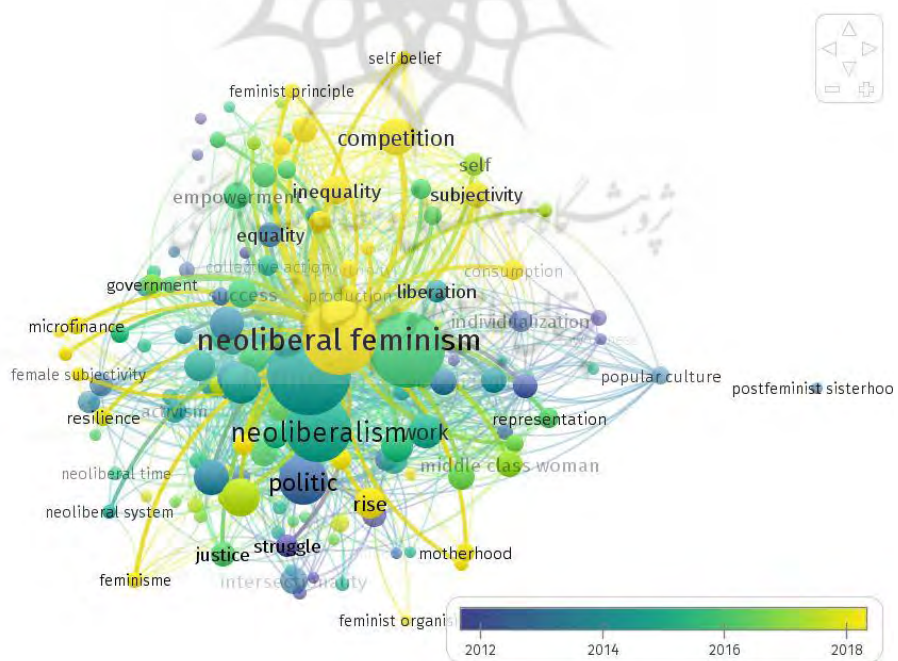 self belief
feminist principle
competition
self
empowerment
inequality
subjectivity
equality
collective action
consumption
government
success
production
liberation
microfinance
individualization
neoliberal feminism
female subjectivity
popular culture
postfeminist sisterhoo
resilience
activism
representation
neoliberalism
work
middle class woman
neoliberal time
politic
rise
neoliberal system
justice
struggle
motherhood
feminisme
intersectionality
feminist organis
2012
2014
2016
2018